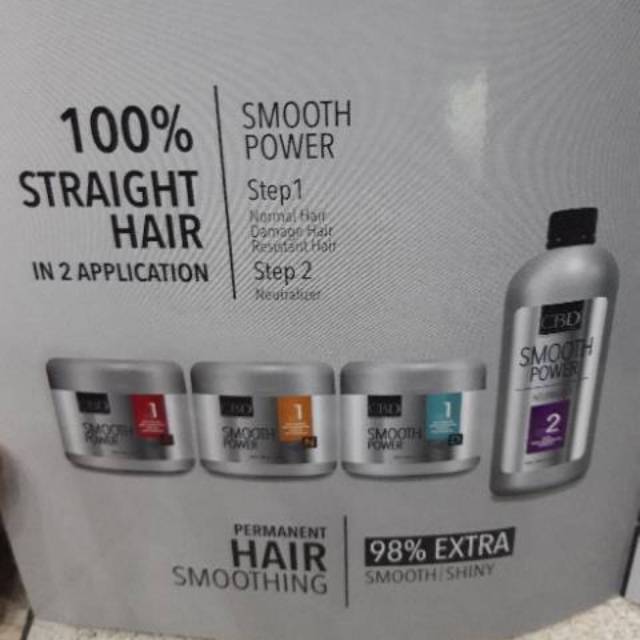 100%
STRAIGHT
HAIR
IN 2 APPLICATION
SMOOTH
POWER
Step1
Normal Hair
Damage Hair
Resistant Hair
Step 2
Neutralizer
1
SMOOTH
POWER
CBD
1
SMOOTH
POWER
N
CBD
1
SMOOTH
POWER
D
CBD
SMOOTH
POWER
2
PERMANENT
HAIR
SMOOTHING
98% EXTRA
SMOOTH|SHINY